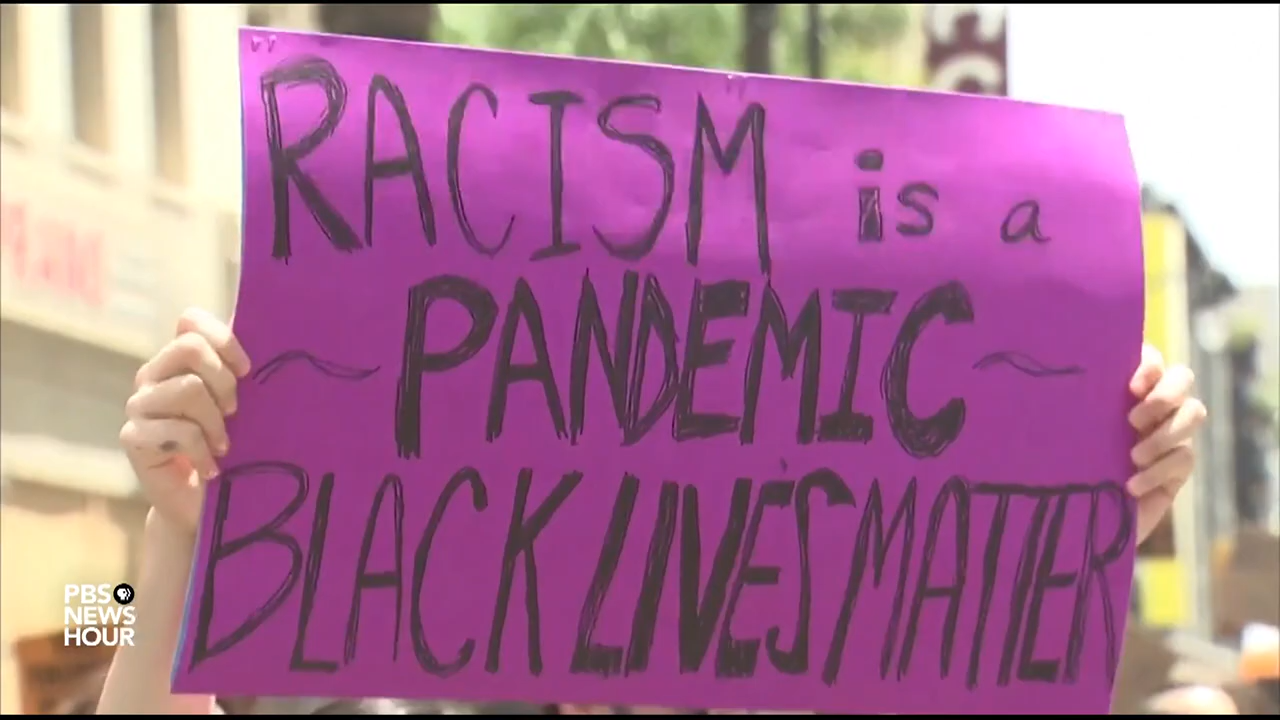 RACISM is a
~ PANDEMIC ~
BLACK LIVES MATTER
PBS
NEWS
HOUR